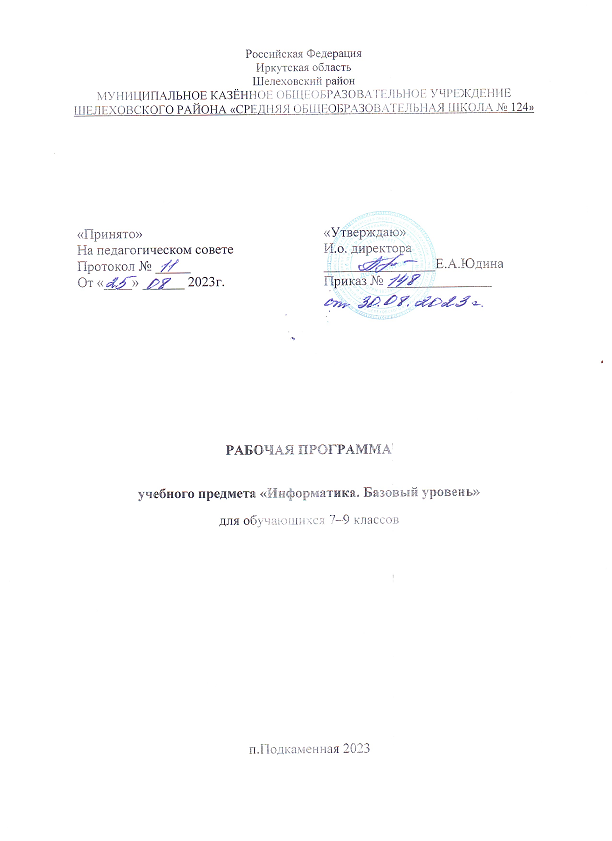 Российская Федерация
Иркутская область
Шелеховский район
МУНИЦИПАЛЬНОЕ КАЗЁННОЕ ОБЩЕОБРАЗОВАТЕЛЬНОЕ УЧРЕЖДЕНИЕ
ШЕЛЕХОВСКОГО РАЙОНА «СРЕДНЯЯ ОБЩЕОБРАЗОВАТЕЛЬНАЯ ШКОЛА № 124»
«Принято»
На педагогическом совете
Протокол № 11
От «25» 08 2023г.
«Утверждаю»
И.о. директора
Е.А.Юдина
Приказ № 148
от 30.08.2023 г.
РАБОЧАЯ ПРОГРАММА
учебного предмета «Информатика. Базовый уровень»
для обучающихся 7–9 классов
п.Подкаменная 2023